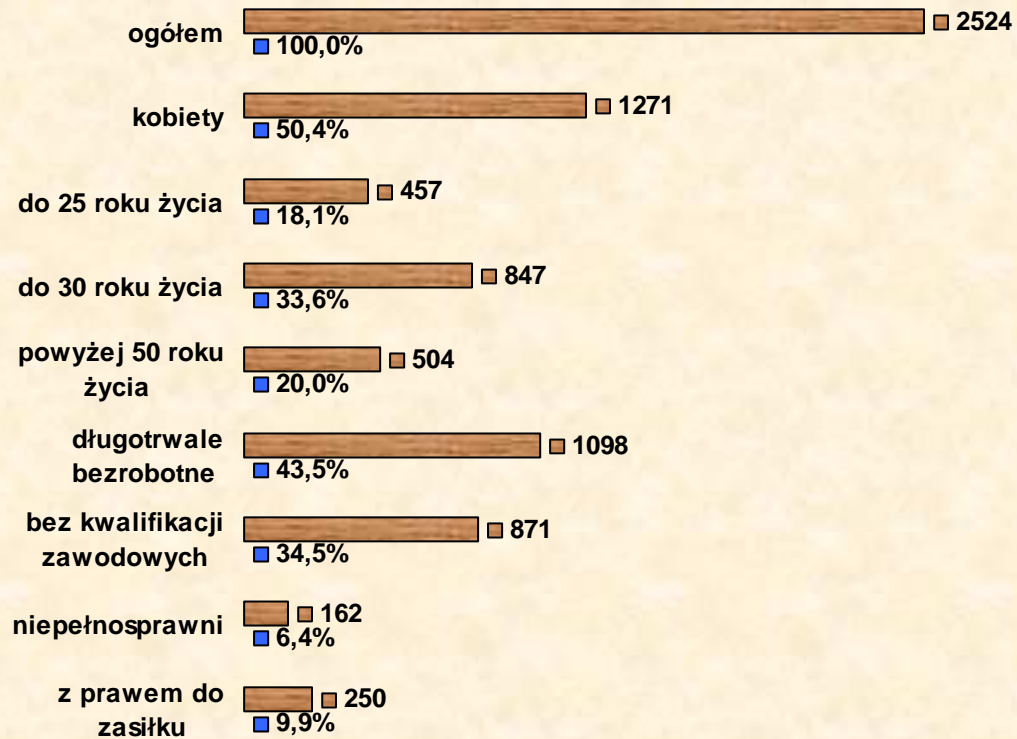 ogółem
2524
100,0%
kobiety
1271
50,4%
do 25 roku życia
457
18,1%
do 30 roku życia
847
33,6%
powyżej 50 roku
życia
504
20,0%
długotrwale
bezrobotne
1098
43,5%
bez kwalifikacji
zawodowych
871
34,5%
niepełnosprawni
162
6,4%
z prawem do
zasiłku
250
9,9%